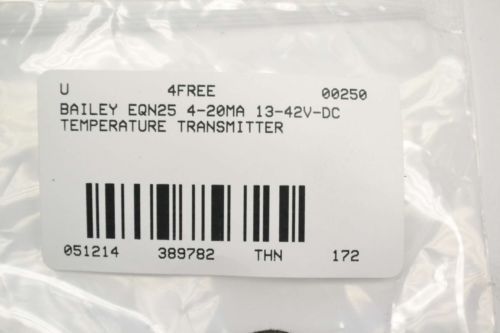 U 4FREE 00250
BAILEY EQN25 4-20MA 13-42V-DC
TEMPERATURE TRANSMITTER
051214 389782 THN 172